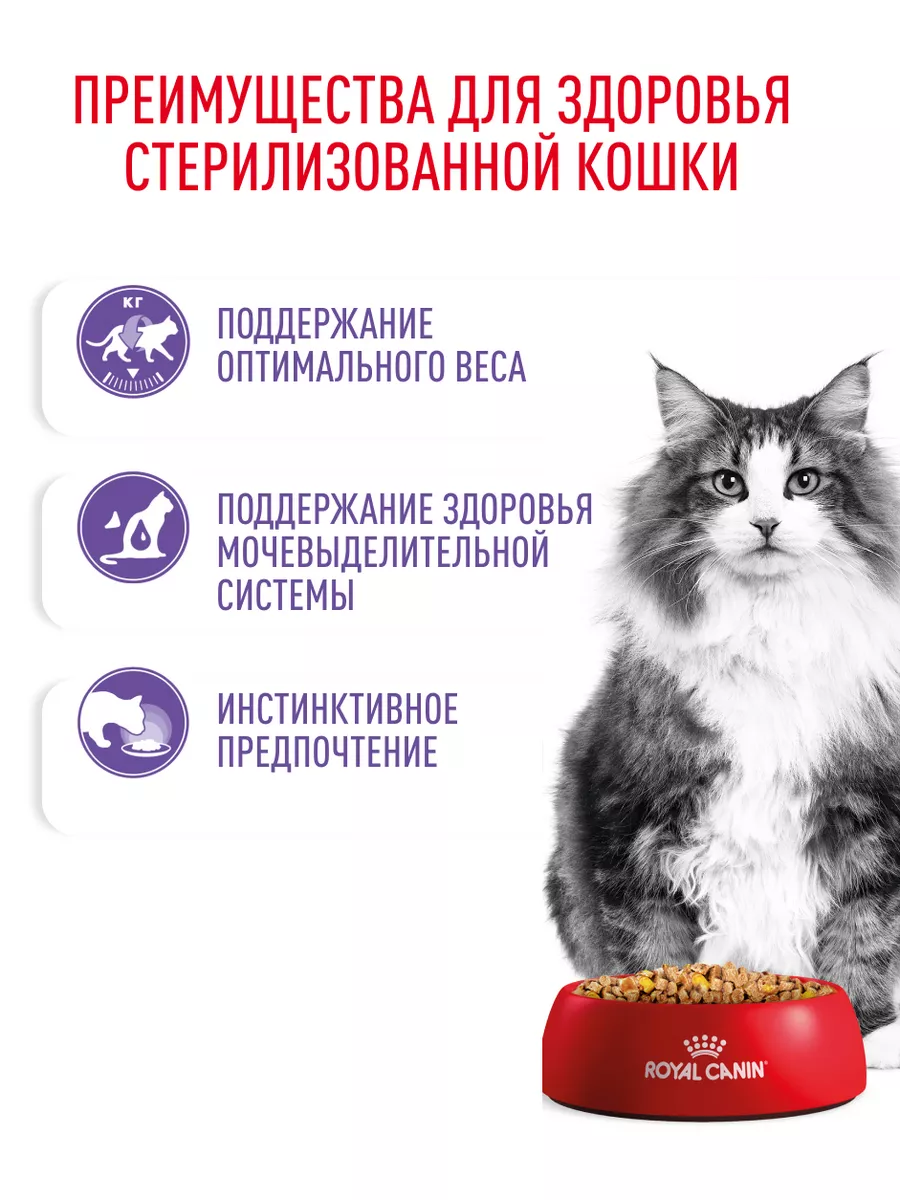 ПРЕИМУЩЕСТВА ДЛЯ ЗДОРОВЬЯ
СТЕРИЛИЗОВАННОЙ КОШКИ
КГ
ПОДДЕРЖАНИЕ
ОПТИМАЛЬНОГО ВЕСА
ПОДДЕРЖАНИЕ ЗДОРОВЬЯ
МОЧЕВЫДЕЛИТЕЛЬНОЙ
СИСТЕМЫ
ИНСТИНКТИВНОЕ
ПРЕДПОЧТЕНИЕ
ROYAL CANIN®